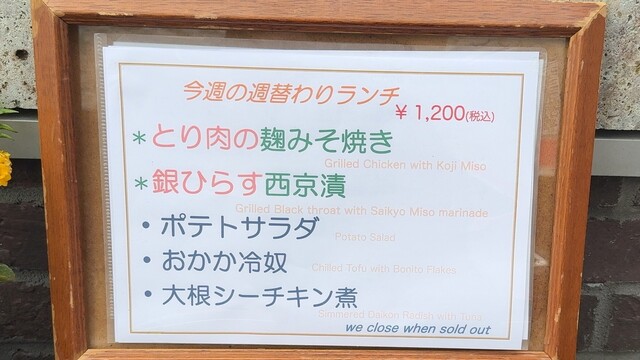 今週の週替わりランチ
¥1,200(税込)
*とり肉の麹みそ焼き
Grilled Chicken with Koji Miso
*銀ひらす西京漬
Grilled Black throat with Saikyo Miso marinade
・ポテトサラダ
Potato Salad
・おかか冷奴
Chilled Tofu with Bonito Flakes
・大根シーチキン煮
Simmered Daikon Radish with Tuna
we close when sold out